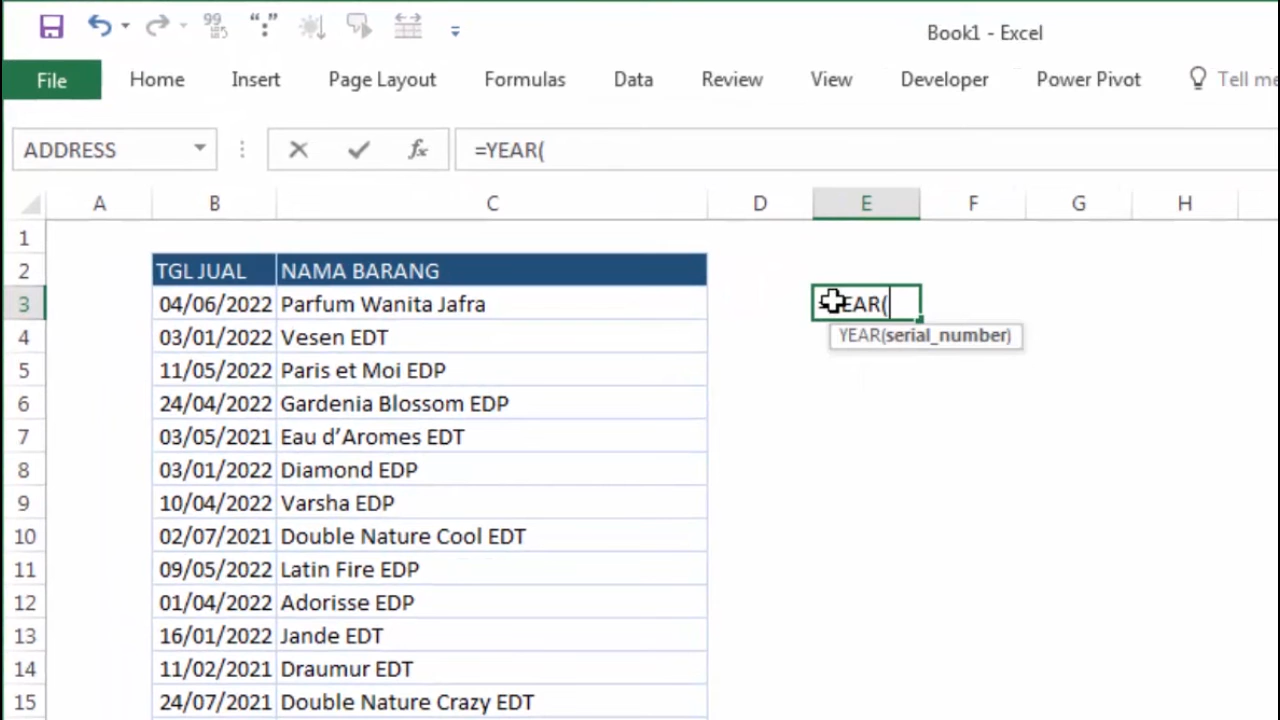 Book1 - Excel
File Home Insert Page Layout Formulas Data Review View Developer Power Pivot Tell me
ADDRESS fx =YEAR(
A B C D E F G H
1
2 TGL JUAL NAMA BARANG
3 04/06/2022 Parfum Wanita Jafra =YEAR(
YEAR(serial_number)
4 03/01/2022 Vesen EDT
5 11/05/2022 Paris et Moi EDP
6 24/04/2022 Gardenia Blossom EDP
7 03/05/2021 Eau d’Aromes EDT
8 03/01/2022 Diamond EDP
9 10/04/2022 Varsha EDP
10 02/07/2021 Double Nature Cool EDT
11 09/05/2022 Latin Fire EDP
12 01/04/2022 Adorisse EDP
13 16/01/2022 Jande EDT
14 11/02/2021 Draumur EDT
15 24/07/2021 Double Nature Crazy EDT